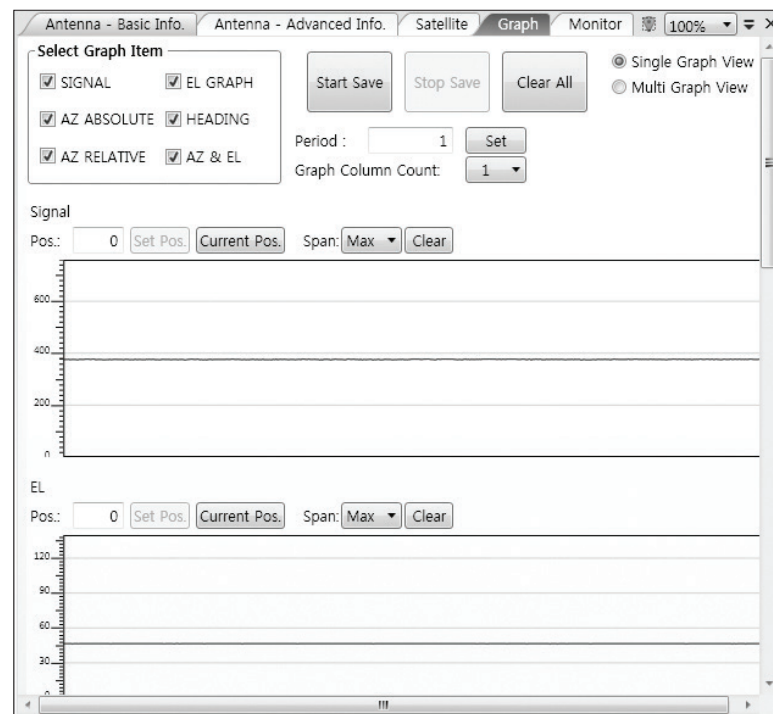 Antenna - Basic Info. Antenna - Advanced Info. Satellite Graph Monitor 100%
Select Graph Item
SIGNAL EL GRAPH
AZ ABSOLUTE HEADING
AZ RELATIVE AZ & EL
Start Save Stop Save Clear All
Single Graph View
Multi Graph View
Period : 1 Set
Graph Column Count: 1
Signal
Pos.: 0 Set Pos. Current Pos. Span: Max Clear
600
400
200
0
EL
Pos.: 0 Set Pos. Current Pos. Span: Max Clear
120
90
60
30
0